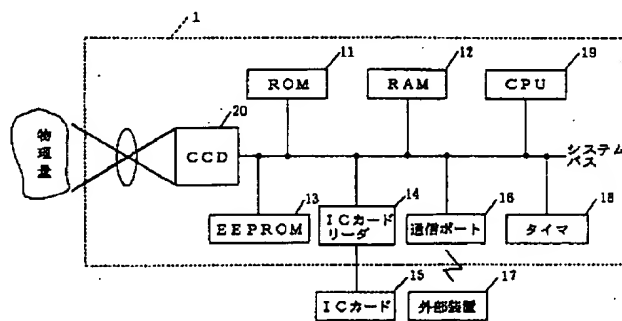 1
11
12
19
ROM
RAM
CPU
20
物理量
CCD
システム
バス
13
14
16
18
EEPROM
ICカード
リーダ
通信ポート
タイマ
15
17
ICカード
外部装置